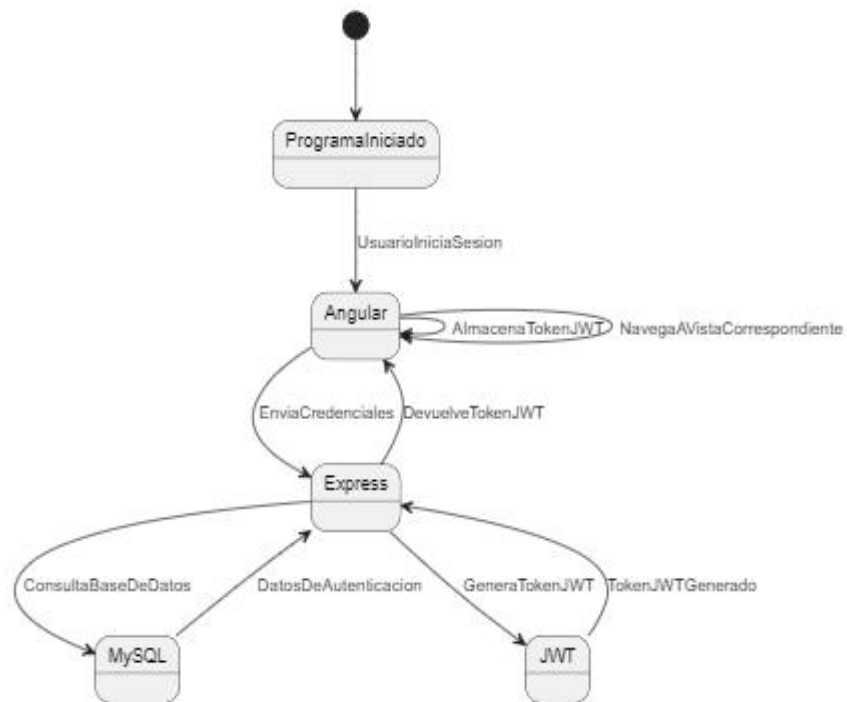 ProgramaIniciado
UsuarioIniciaSesion
Angular
AlmacenaTokenJWT
NavegaAVistaCorrespondiente
EnviaCredenciales
DevuelveTokenJWT
Express
ConsultaBaseDeDatos
DatosDeAutenticacion
GeneraTokenJWT
TokenJWTGenerado
MySQL
JWT